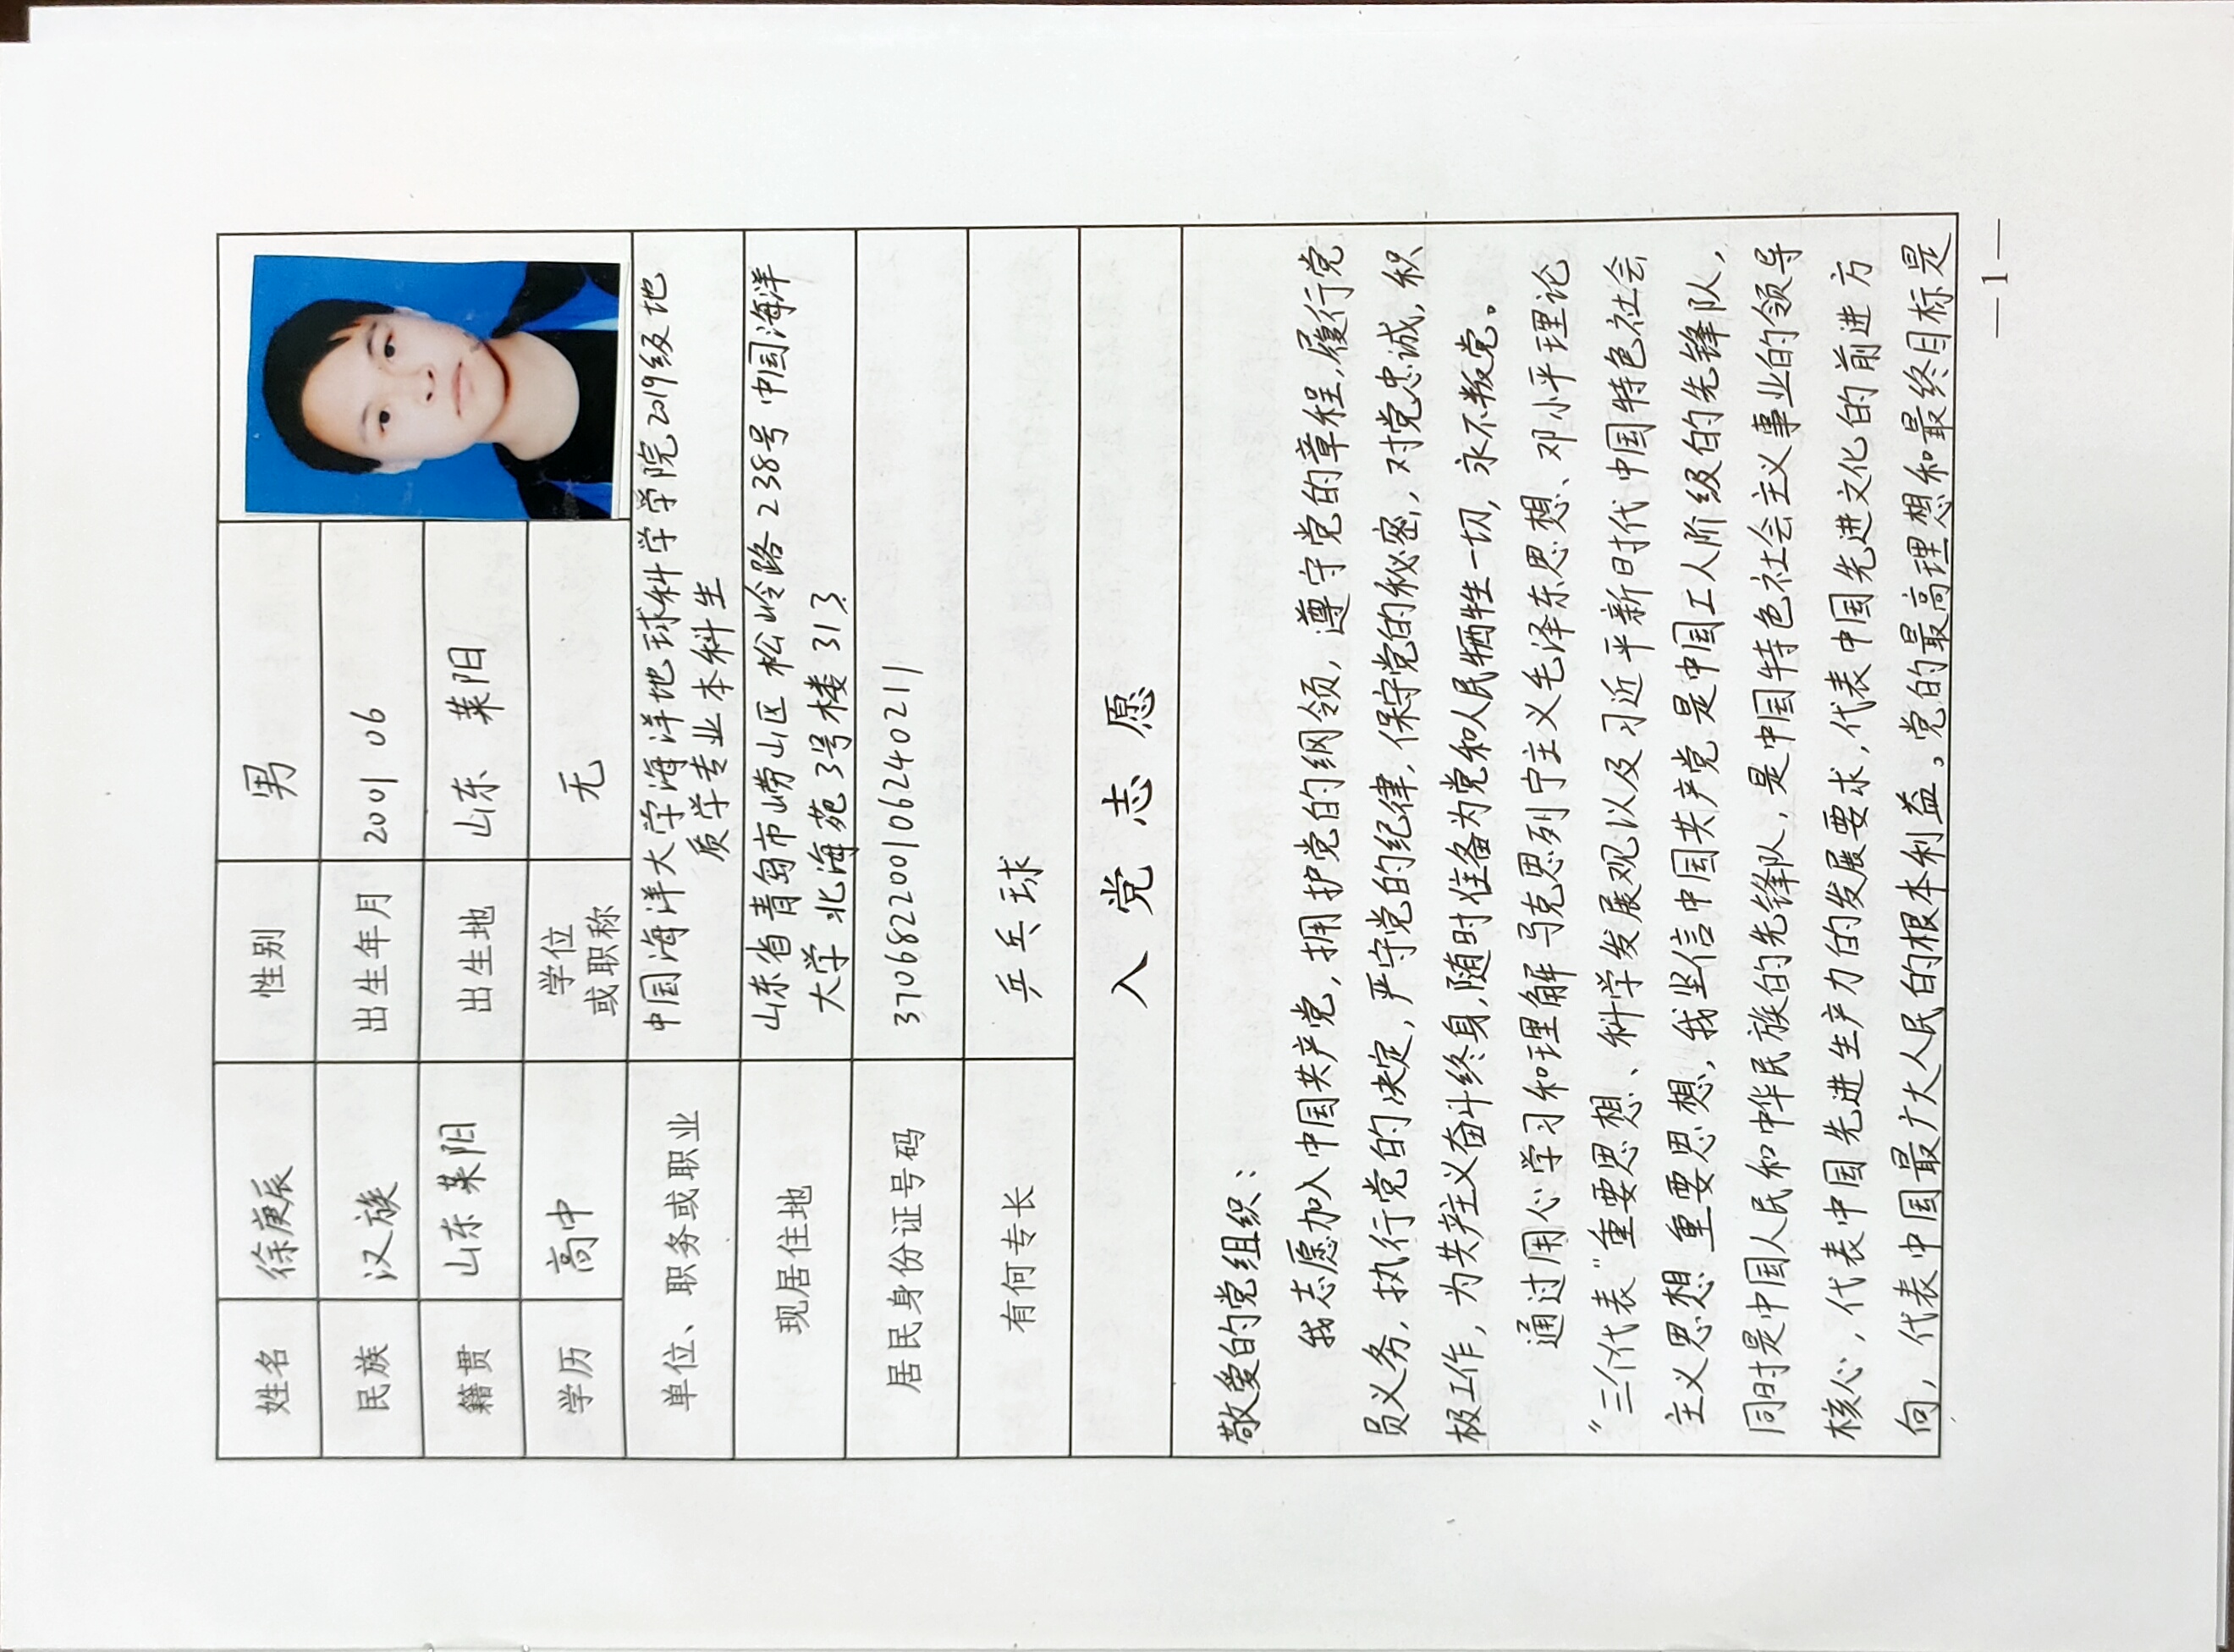 姓名 徐庚辰 性别 男
民族 汉族 出生年月 2001 06
籍贯 山东莱阳 出生地 山东 莱阳
学历 高中 学位或职称 无
单位、职务或职业 中国海洋大学海洋地球科学学院2019级地
质学专业本科生
现居住地 山东省青岛市崂山区松岭路238号中国海洋
大学北海苑3号楼313
居民身份证号码 370682200106240211
有何专长 乒乓球
入党志愿
敬爱的党组织：
我志愿加入中国共产党，拥护党的纲领，遵守党的章程，履行党
员义务，执行党的决定，严守党的纪律，保守党的秘密，对党忠诚，积
极工作，为共产主义奋斗终身，随时准备为党和人民牺牲一切，永不叛党。
通过用心学习和理解马克思列宁主义毛泽东思想、邓小平理论
“三个代表”重要思想、科学发展观以及习近平新时代中国特色社会
主义思想重要思想，我坚信中国共产党是中国工人阶级的先锋队，
同时是中国人民和中华民族的先锋队，是中国特色社会主义事业的领导
核心，代表中国先进生产力的发展要求，代表中国先进文化的前进方
向，代表中国最广大人民的根本利益。党的最高理想和最终目标是
—1—